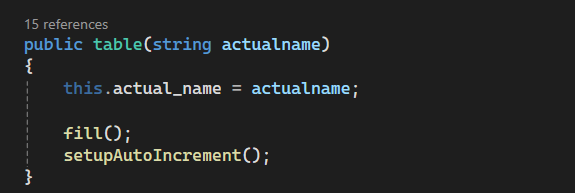 15 references
public table(string actualname)
{
this.actual_name = actualname;
fill();
setupAutoIncrement();
}